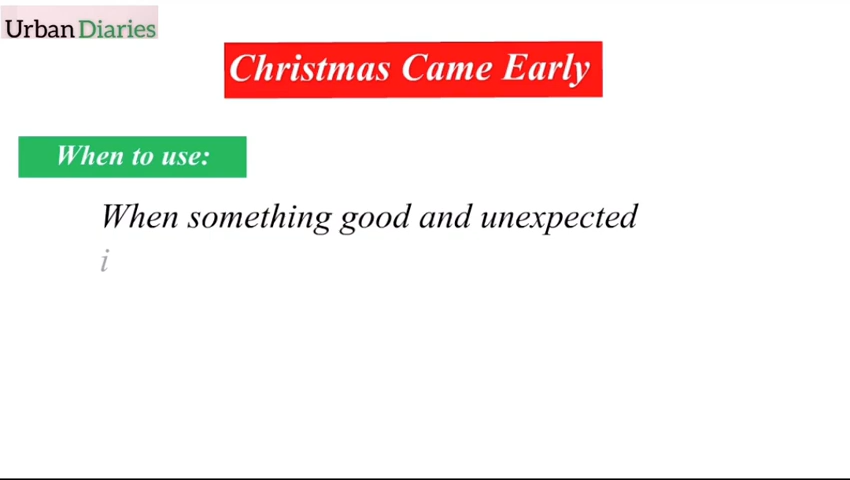 Urban Diaries
Christmas Came Early
When to use:
When something good and unexpected
i